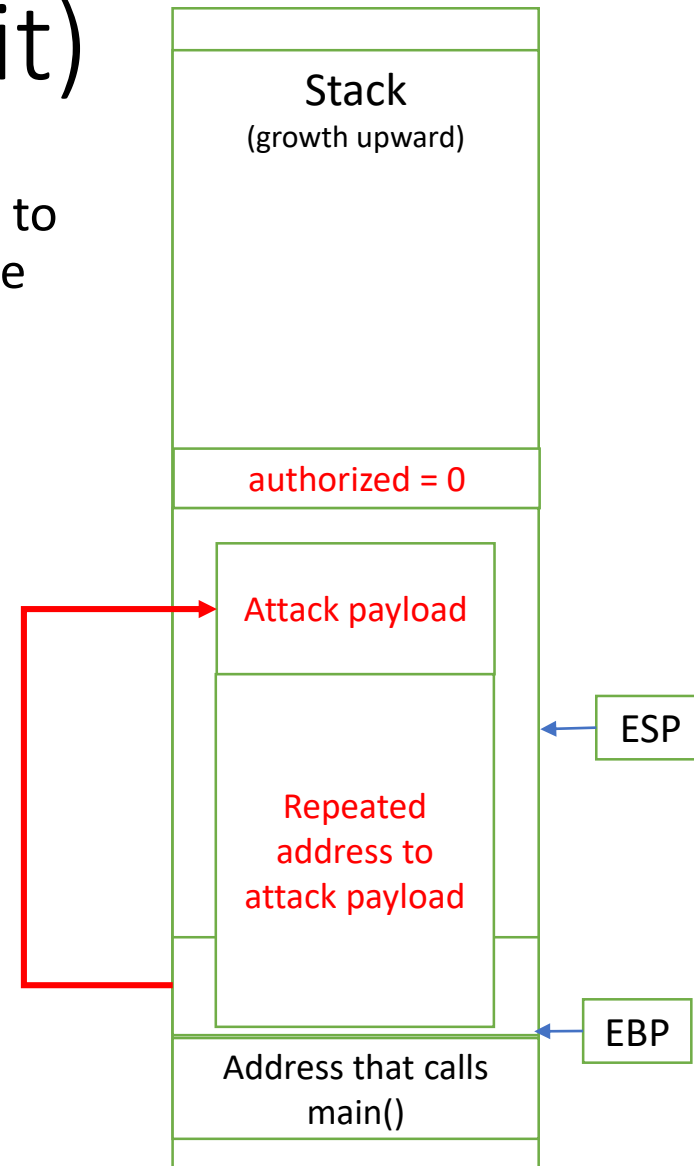 it)
to
e
Stack
(growth upward)
authorized = 0
Attack payload
ESP
Repeated
address to
attack payload
EBP
Address that calls
main()